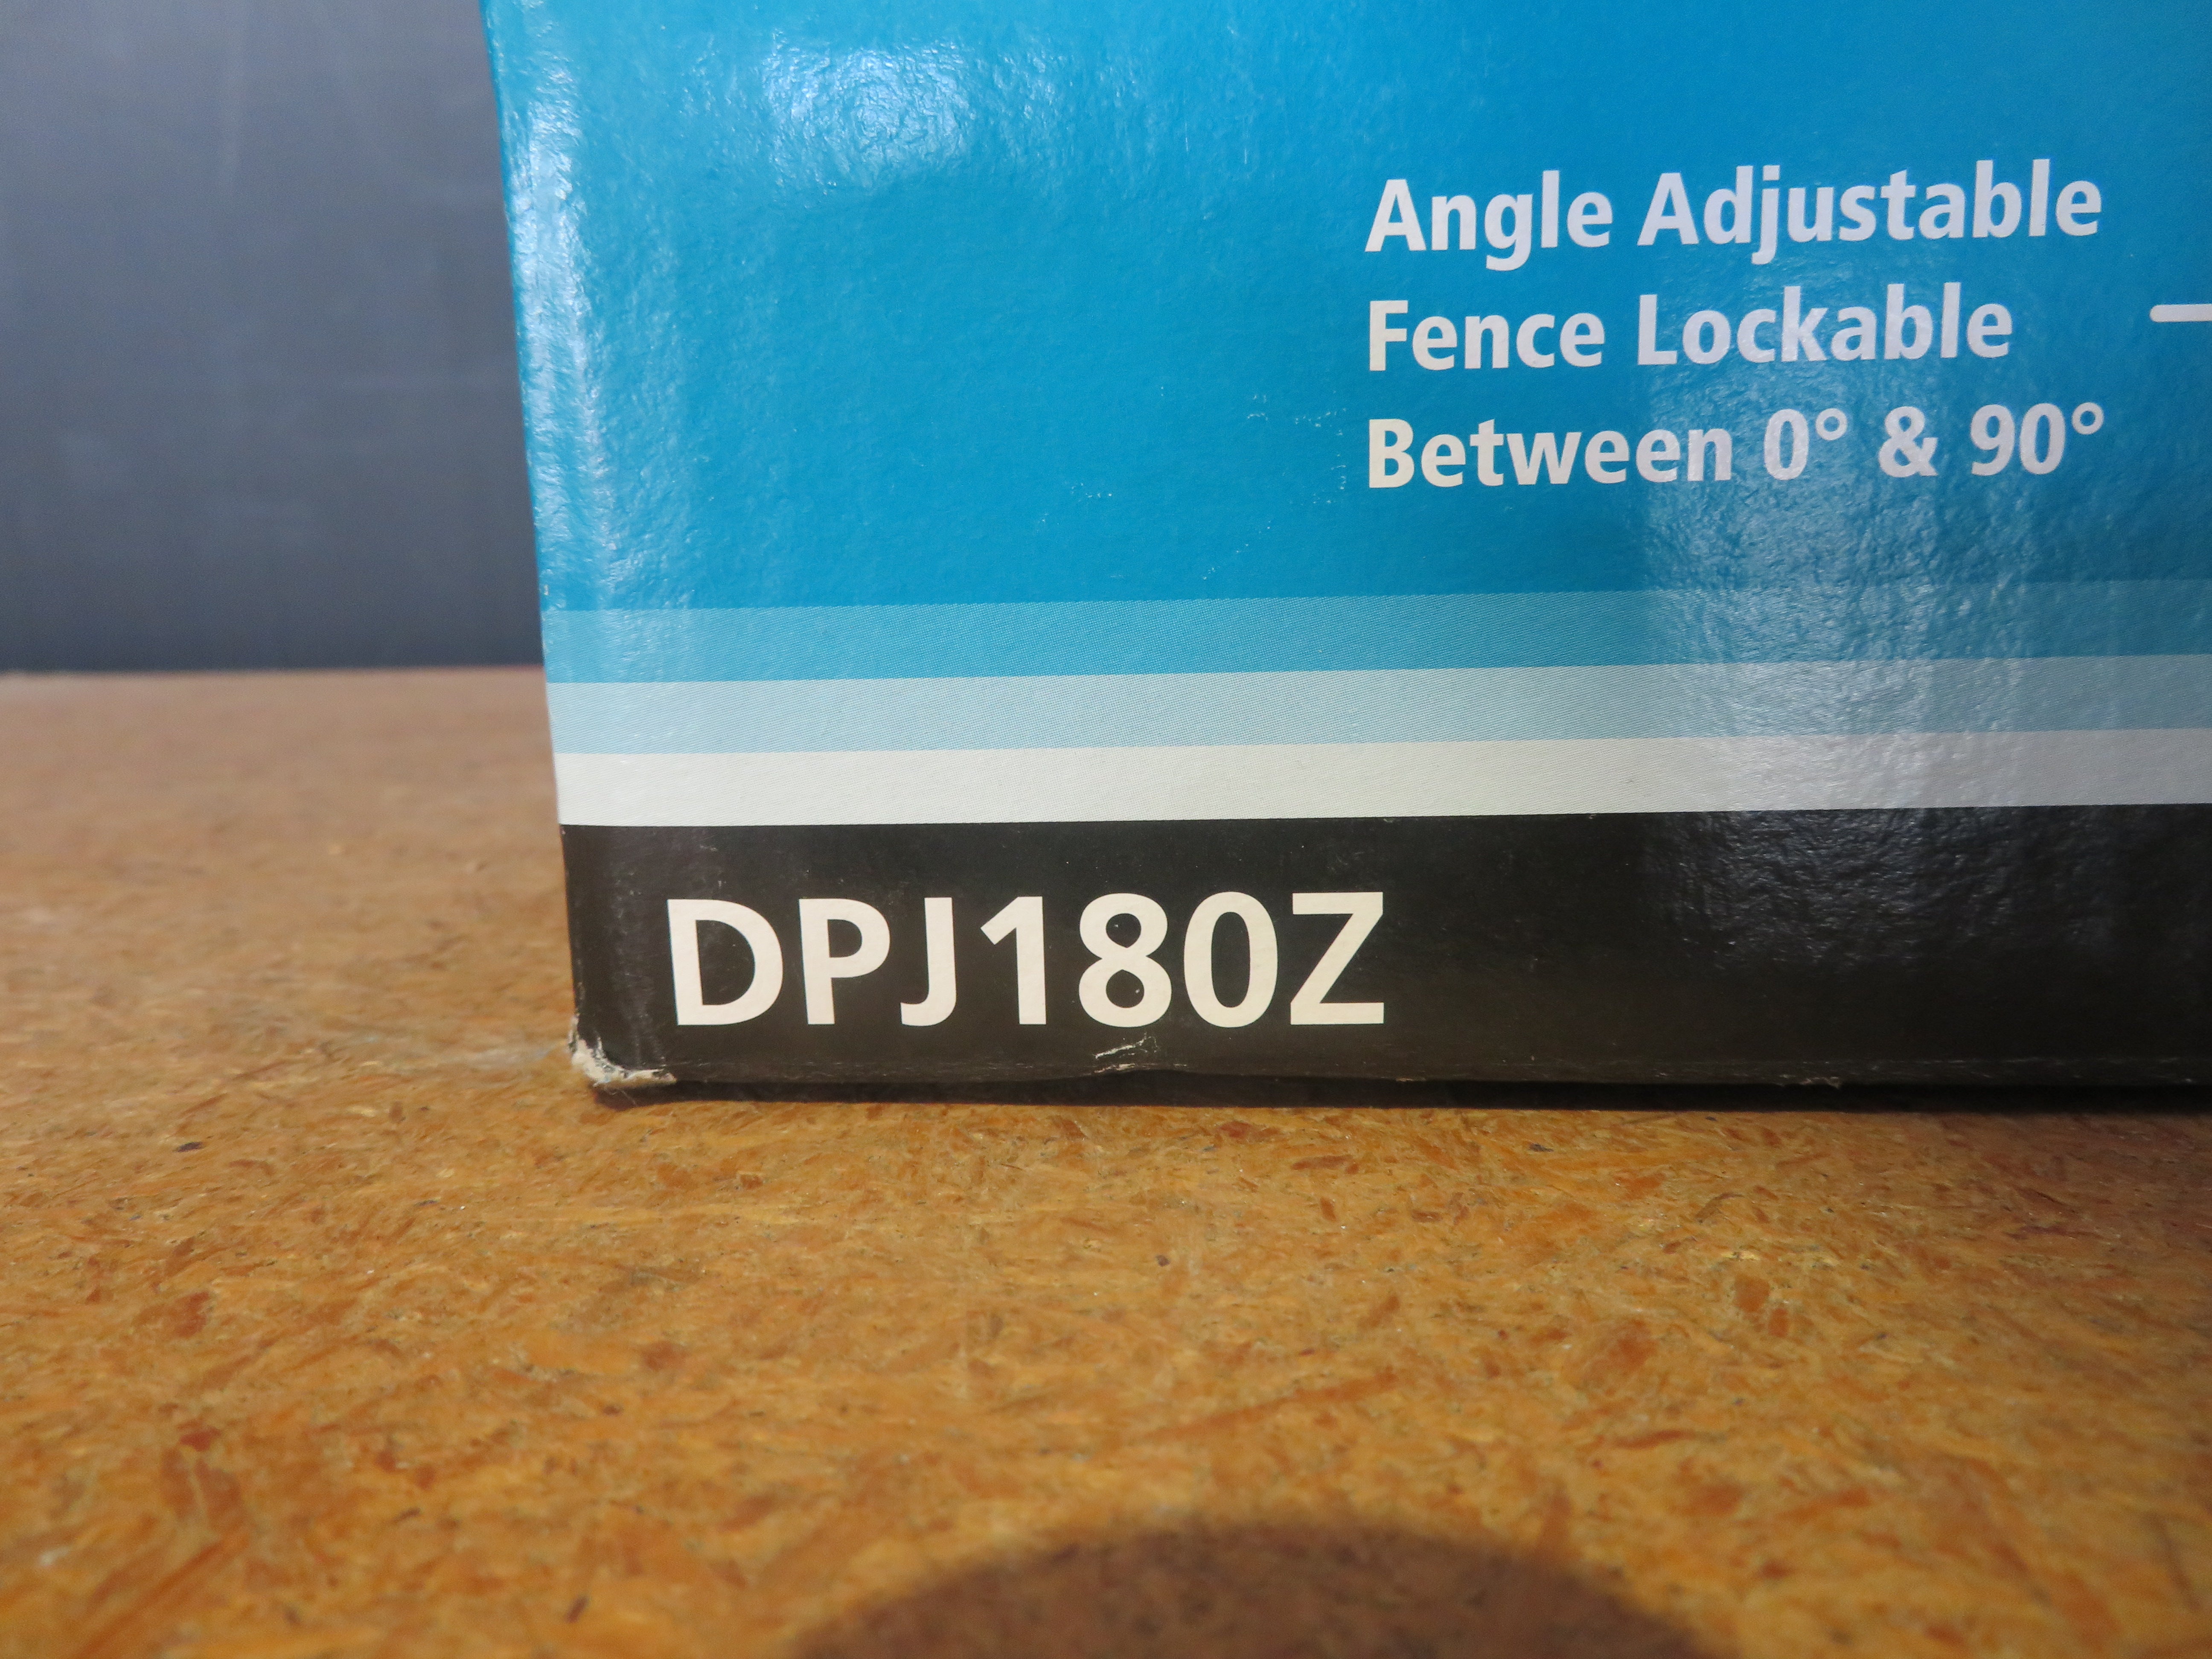 Angle Adjustable
Fence Lockable
Between 0° & 90°
DPJ180Z